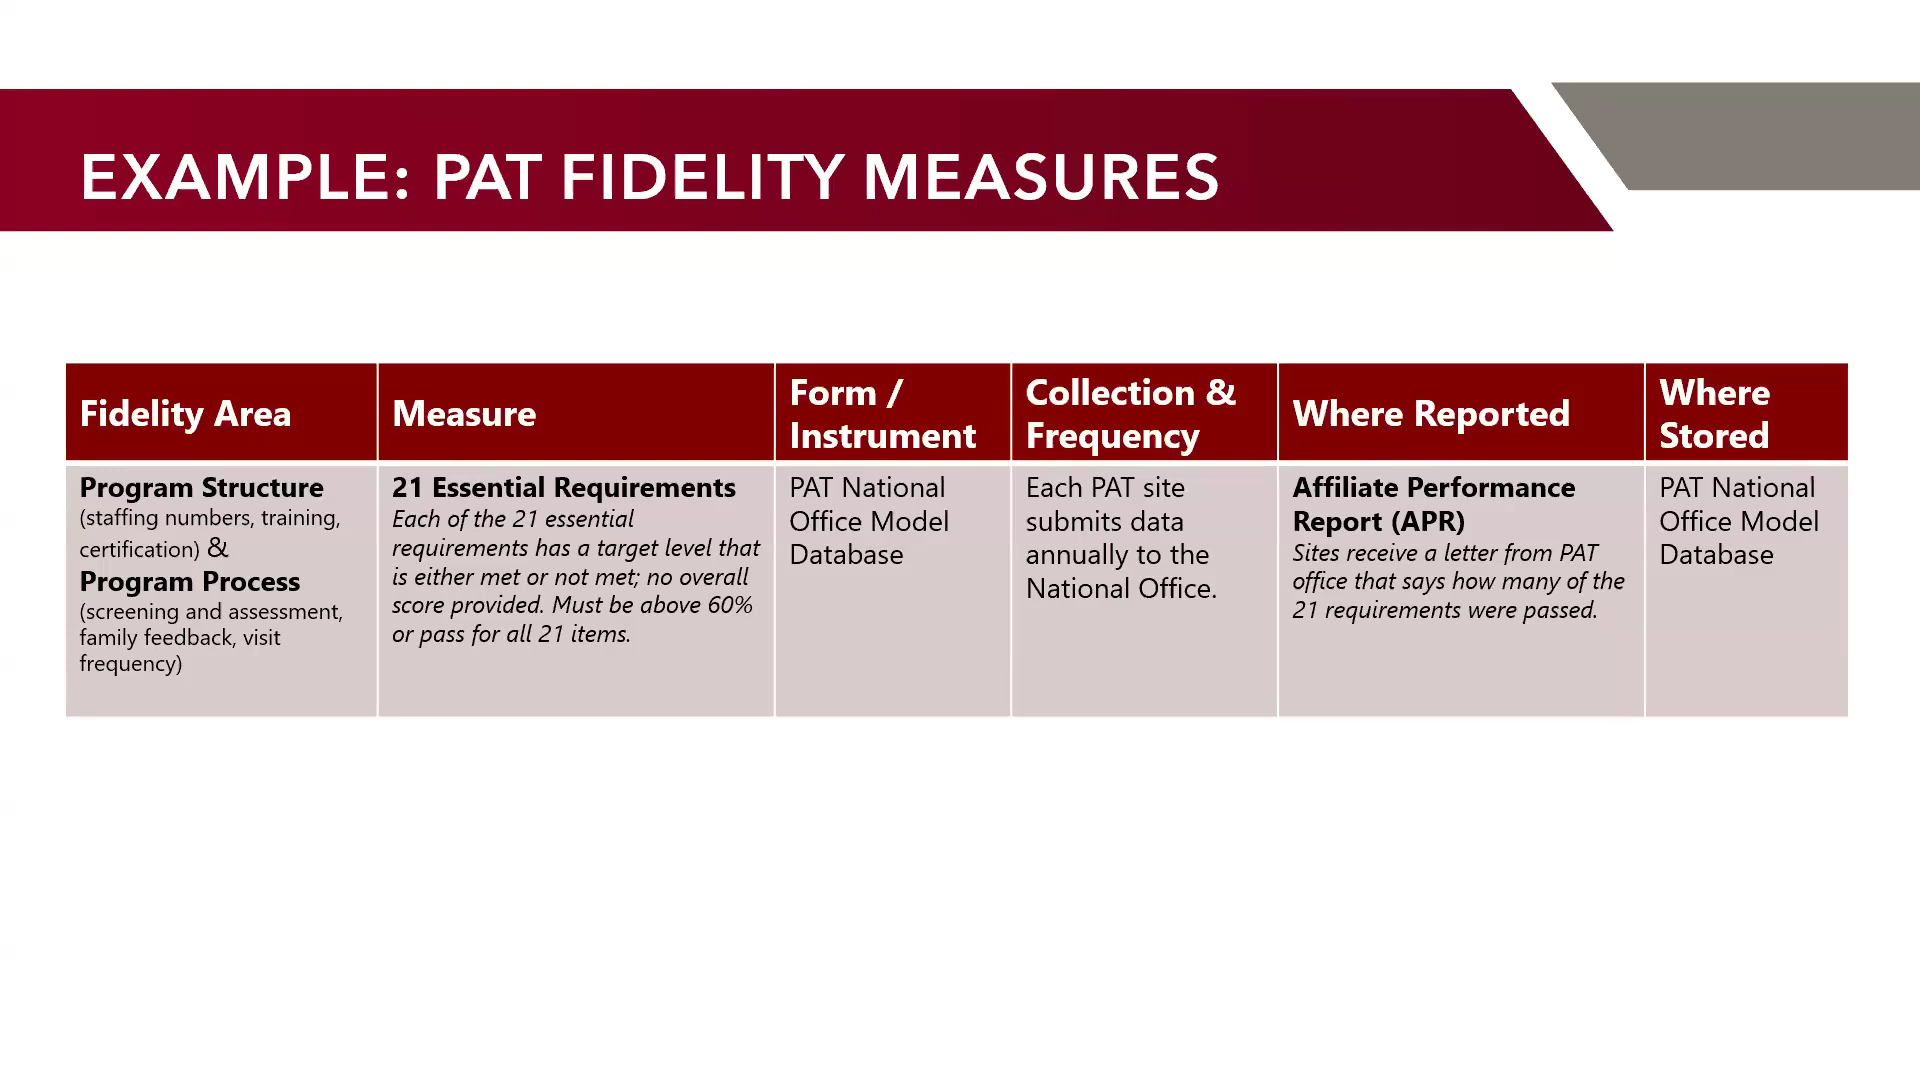 EXAMPLE: PAT FIDELITY MEASURES
Fidelity Area
Measure
Form /
Instrument
Collection &
Frequency
Where Reported
Where
Stored
Program Structure
(staffing numbers, training,
certification) &
Program Process
(screening and assessment,
family feedback, visit
frequency)
21 Essential Requirements
Each of the 21 essential
requirements has a target level that
is either met or not met; no overall
score provided. Must be above 60%
or pass for all 21 items.
PAT National
Office Model
Database
Each PAT site
submits data
annually to the
National Office.
Affiliate Performance
Report (APR)
Sites receive a letter from PAT
office that says how many of the
21 requirements were passed.
PAT National
Office Model
Database